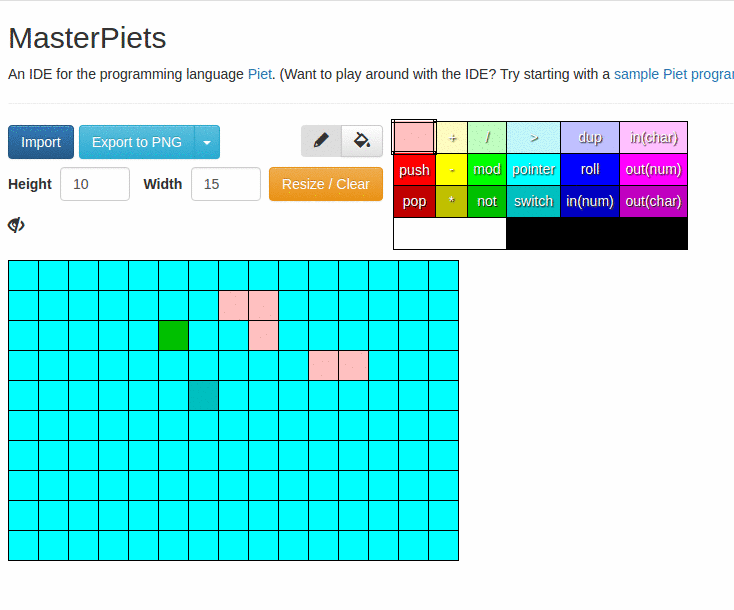 MasterPiets
An IDE for the programming language Piet. (Want to play around with the IDE? Try starting with a sample Piet progra
Import Export to PNG
Height 10 Width 15 Resize / Clear
+ / > dup in(char)
push - mod pointer roll out(num)
pop * not switch in(num) out(char)